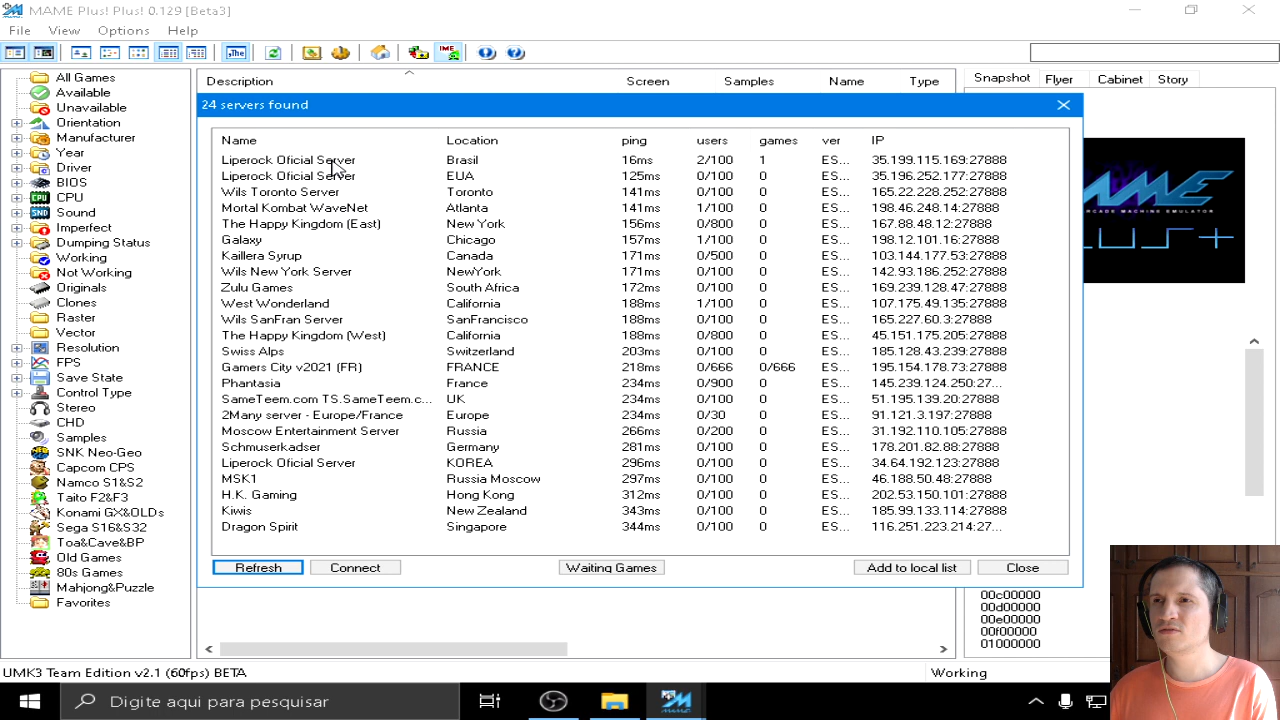 MAME Plus! Plus! 0.129 [Beta3]
File View Options Help
All Games
Available
Unavailable
Orientation
Manufacturer
Year
Driver
BIOS
CPU
Sound
Imperfect
Dumping Status
Working
Not Working
Originals
Clones
Raster
Vector
Resolution
FPS
Save State
Control Type
Stereo
CHD
Samples
SNK Neo-Geo
Capcom CPS
Namco S1&S2
Taito F2&F3
Konami GX&OLDs
Sega S16&S32
Toa&Cave&BP
Old Games
80s Games
Mahjong&Puzzle
Favorites
Description Screen Samples Name Type
24 servers found
Name Location ping users games ver IP
Liperock Oficial Server Brasil 16ms 2/100 1 ES... 35.199.115.169:27888
Liperock Oficial Server EUA 125ms 0/100 0 ES... 35.196.252.177:27888
Wils Toronto Server Toronto 141ms 0/100 0 ES... 165.22.228.252:27888
Mortal Kombat WaveNet Atlanta 141ms 1/100 0 ES... 198.46.248.14:27888
The Happy Kingdom (East) New York 156ms 0/800 0 ES... 167.88.48.12:27888
Galaxy Chicago 157ms 1/100 0 ES... 198.12.101.16:27888
Kaillera Syrup Canada 171ms 0/500 0 ES... 103.144.177.53:27888
Wils New York Server NewYork 171ms 0/100 0 ES... 142.93.186.252:27888
Zulu Games South Africa 172ms 0/100 0 ES... 169.239.128.47:27888
West Wonderland California 188ms 1/100 0 ES... 107.175.49.135:27888
Wils SanFran Server SanFrancisco 188ms 0/100 0 ES... 165.227.60.3:27888
The Happy Kingdom (West) California 188ms 0/800 0 ES... 45.151.175.205:27888
Swiss Alps Switzerland 203ms 0/100 0 ES... 185.128.43.239:27888
Gamers City v2021 (FR) FRANCE 218ms 0/666 0/666 ES... 195.154.178.73:27888
Phantasia France 234ms 0/900 0 ES... 145.239.124.250:27...
SameTeem.com TS.SameTeem.c... UK 234ms 0/100 0 ES... 51.195.139.20:27888
2Many server - Europe/France Europe 234ms 0/30 0 ES... 91.121.3.197:27888
Moscow Entertainment Server Russia 266ms 0/200 0 ES... 31.192.110.105:27888
Schmuserkadser Germany 281ms 0/100 0 ES... 178.201.82.88:27888
Liperock Oficial Server KOREA 296ms 0/100 0 ES... 34.64.192.123:27888
MSK1 Russia Moscow 297ms 0/100 0 ES... 46.188.50.48:27888
H.K. Gaming Hong Kong 312ms 0/100 0 ES... 202.53.150.101:27888
Kiwis New Zealand 343ms 0/100 0 ES... 185.99.133.114:27888
Dragon Spirit Singapore 344ms 0/100 0 ES... 116.251.223.214:27...
Refresh Connect Waiting Games Add to local list Close
Snapshot Flyer Cabinet Story
00c00000
00d00000
00e00000
00f00000
01000000
UMK3 Team Edition v2.1 (60fps) BETA Working
Digite aqui para pesquisar